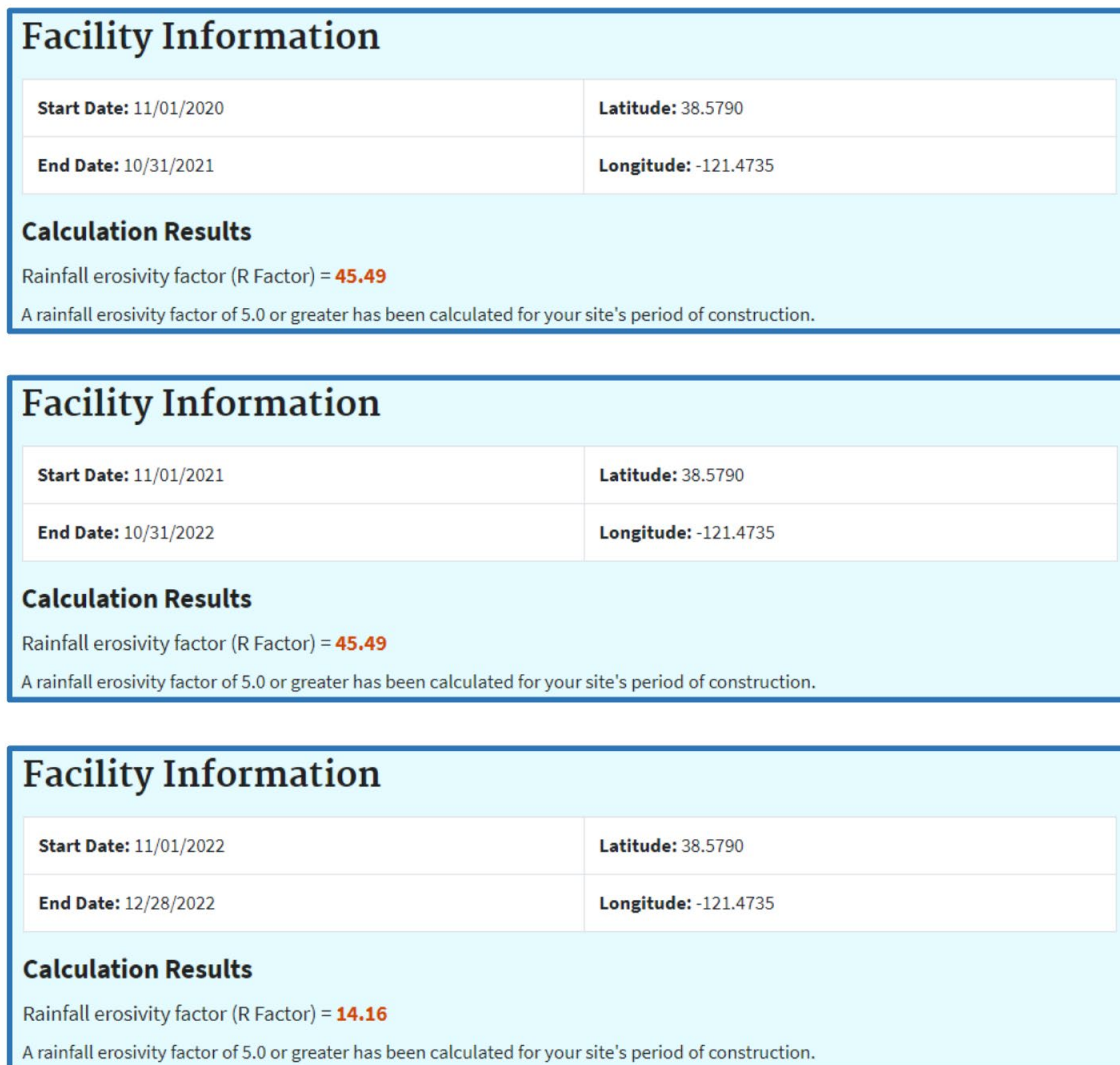 Facility Information
Start Date: 11/01/2020 Latitude: 38.5790
End Date: 10/31/2021 Longitude: -121.4735
Calculation Results
Rainfall erosivity factor (R Factor) = 45.49
A rainfall erosivity factor of 5.0 or greater has been calculated for your site's period of construction.
Facility Information
Start Date: 11/01/2021 Latitude: 38.5790
End Date: 10/31/2022 Longitude: -121.4735
Calculation Results
Rainfall erosivity factor (R Factor) = 45.49
A rainfall erosivity factor of 5.0 or greater has been calculated for your site's period of construction.
Facility Information
Start Date: 11/01/2022 Latitude: 38.5790
End Date: 12/28/2022 Longitude: -121.4735
Calculation Results
Rainfall erosivity factor (R Factor) = 14.16
A rainfall erosivity factor of 5.0 or greater has been calculated for your site's period of construction.